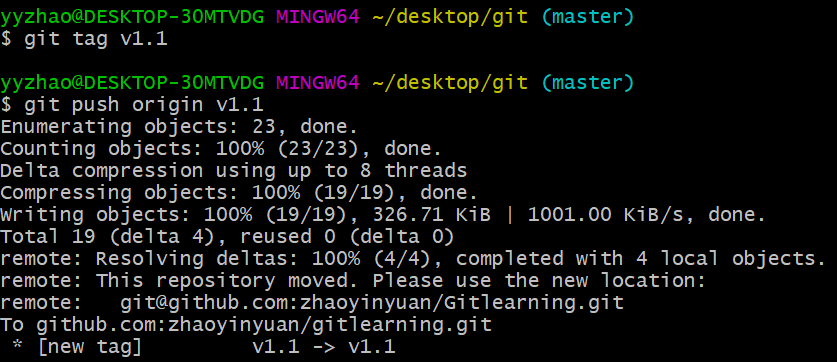 yyzhao@DESKTOP-3OMTVDG MINGW64 ~/desktop/git (master)
$ git tag v1.1
yyzhao@DESKTOP-3OMTVDG MINGW64 ~/desktop/git (master)
$ git push origin v1.1
Enumerating objects: 23, done.
Counting objects: 100% (23/23), done.
Delta compression using up to 8 threads
Compressing objects: 100% (19/19), done.
Writing objects: 100% (19/19), 326.71 KiB | 1001.00 KiB/s, done.
Total 19 (delta 4), reused 0 (delta 0)
remote: Resolving deltas: 100% (4/4), completed with 4 local objects.
remote: This repository moved. Please use the new location:
remote:   git@github.com:zhaoyinyuan/Gitlearning.git
To github.com:zhaoyinyuan/gitlearning.git
 * [new tag]         v1.1 -> v1.1